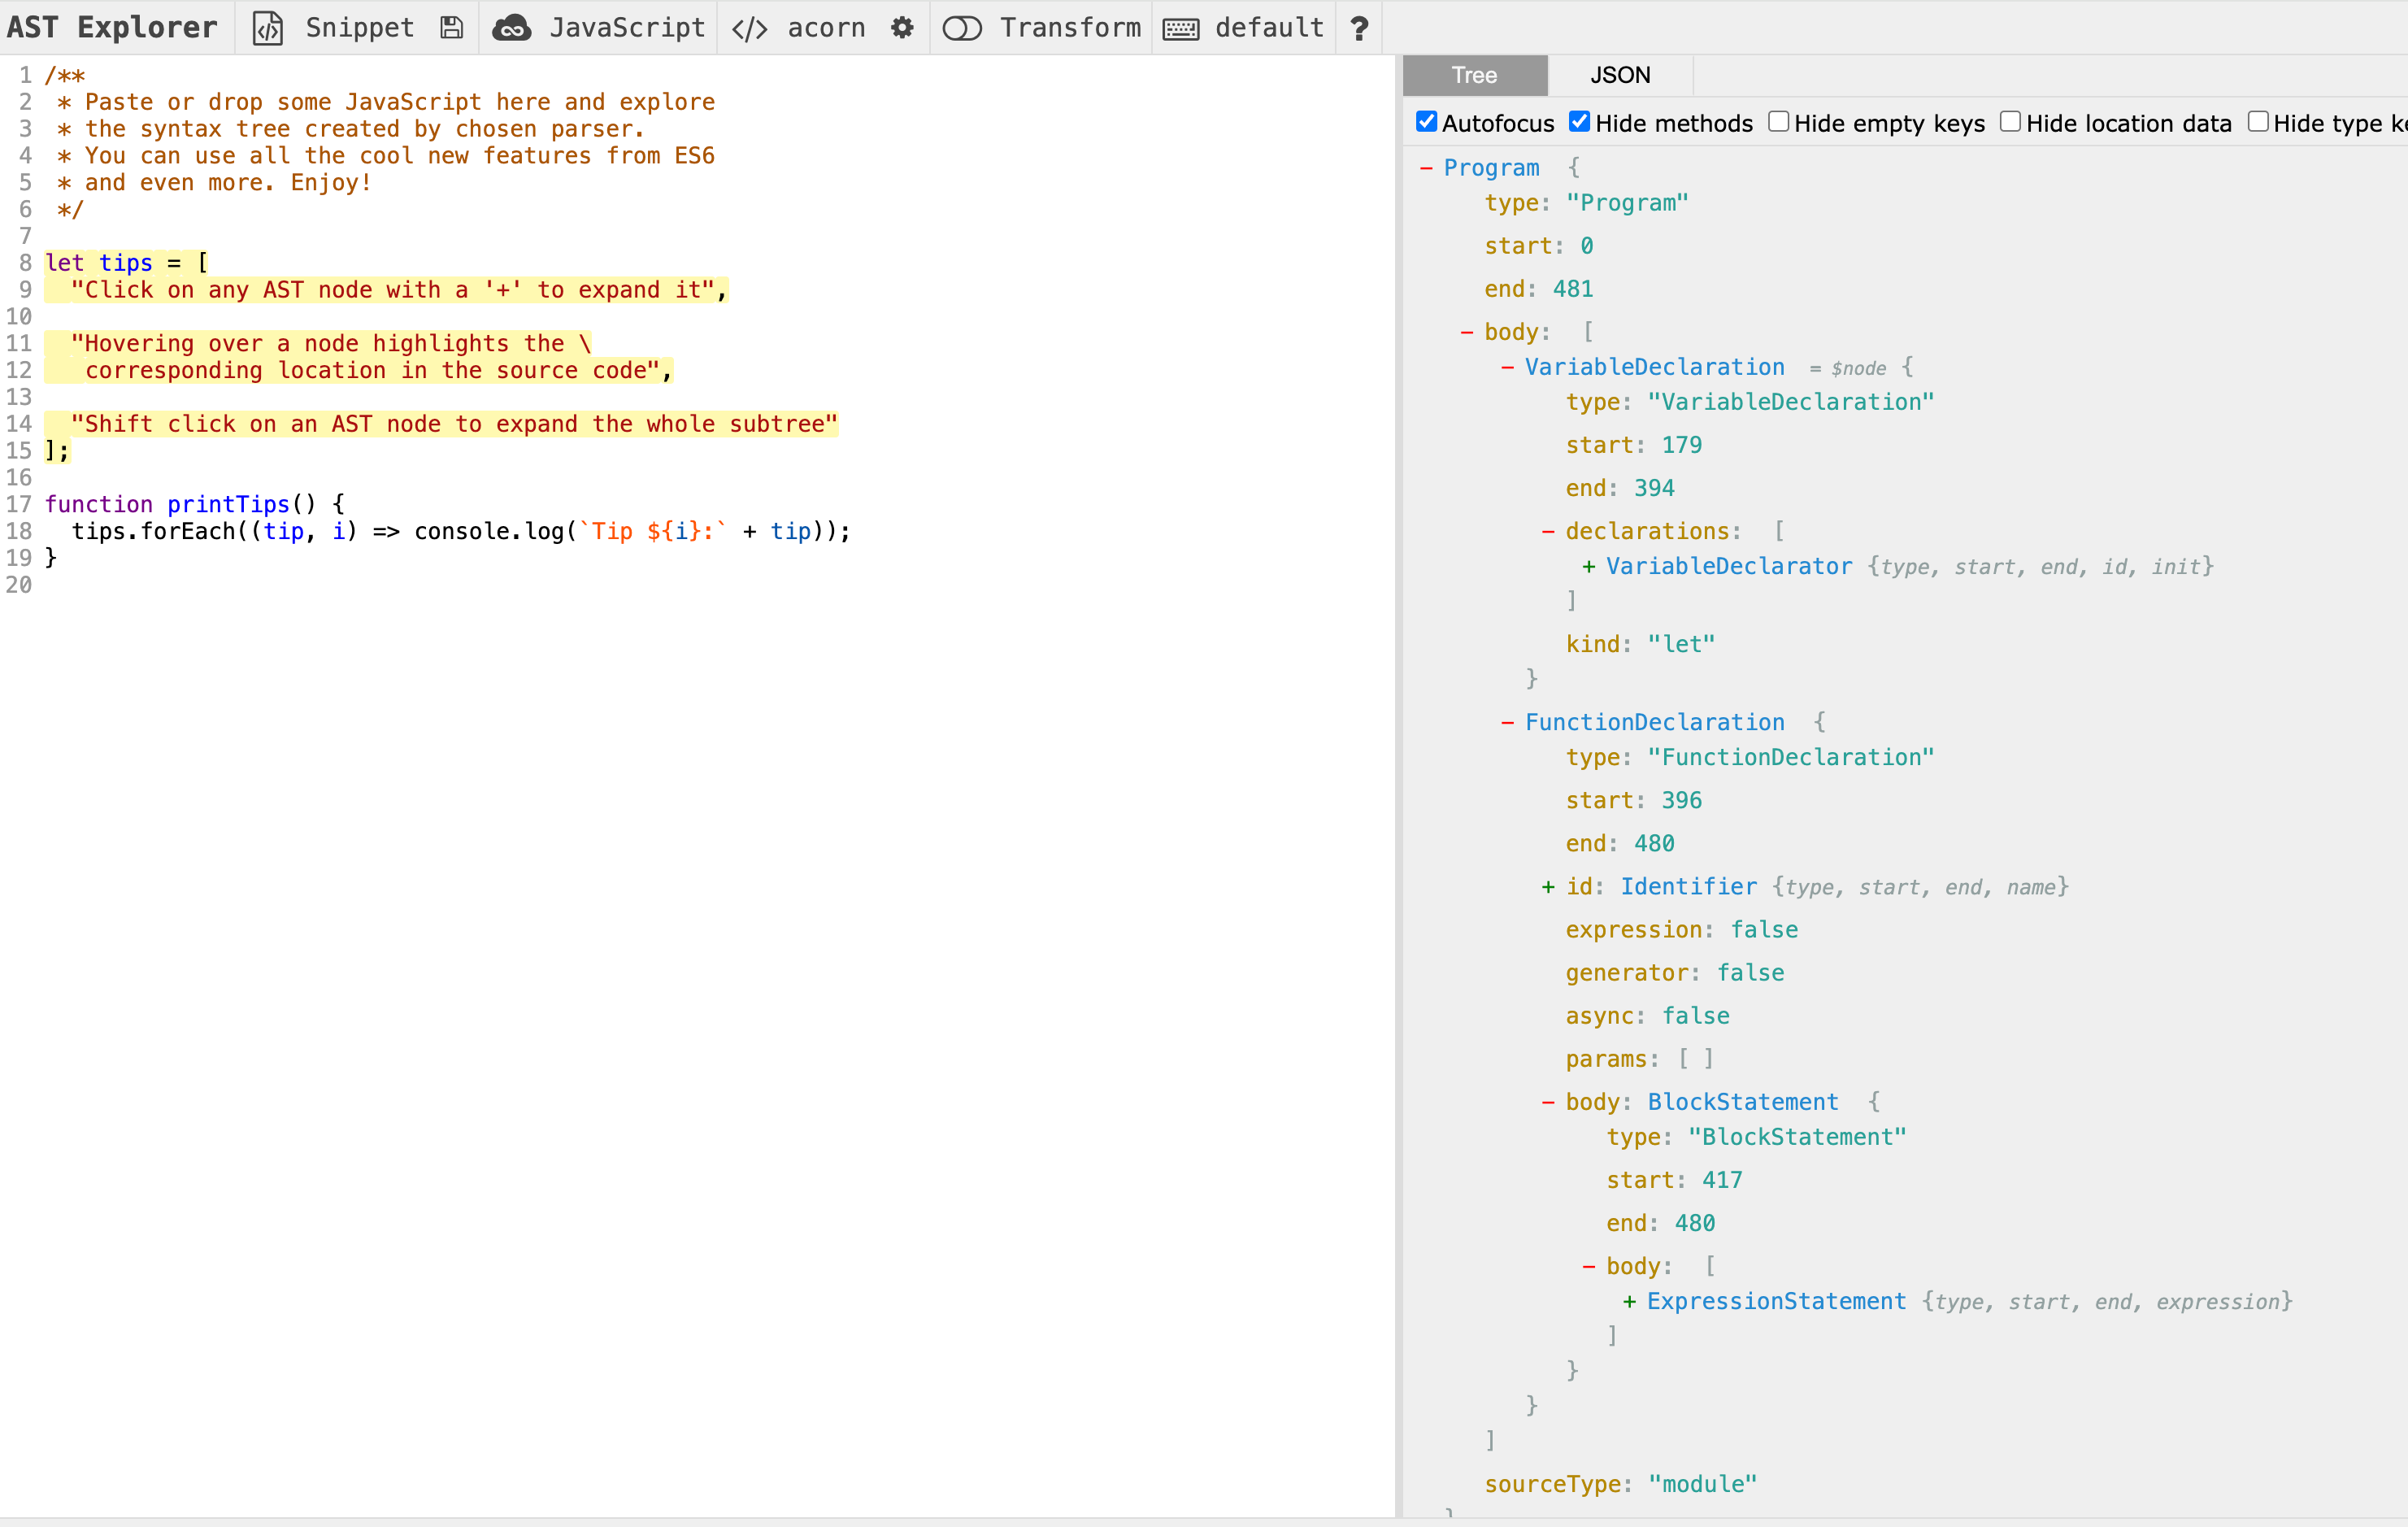 AST Explorer Snippet JavaScript </> acorn Transform default ?
1 /**
2 * Paste or drop some JavaScript here and explore
3 * the syntax tree created by chosen parser.
4 * You can use all the cool new features from ES6
5 * and even more. Enjoy!
6 */
7
8 let tips = [
9 "Click on any AST node with a '+' to expand it",
10
11 "Hovering over a node highlights the \
12 corresponding location in the source code",
13
14 "Shift click on an AST node to expand the whole subtree"
15 ];
16
17 function printTips() {
18 tips.forEach((tip, i) => console.log(`Tip ${i}:` + tip));
19 }
20
Tree JSON
Autofocus Hide methods Hide empty keys Hide location data Hide type
- Program {
type: "Program"
start: 0
end: 481
- body: [
- VariableDeclaration = $node {
type: "VariableDeclaration"
start: 179
end: 394
- declarations: [
+ VariableDeclarator {type, start, end, id, init}
]
kind: "let"
}
- FunctionDeclaration {
type: "FunctionDeclaration"
start: 396
end: 480
+ id: Identifier {type, start, end, name}
expression: false
generator: false
async: false
params: [ ]
- body: BlockStatement {
type: "BlockStatement"
start: 417
end: 480
- body: [
+ ExpressionStatement {type, start, end, expression}
]
}
}
]
sourceType: "module"